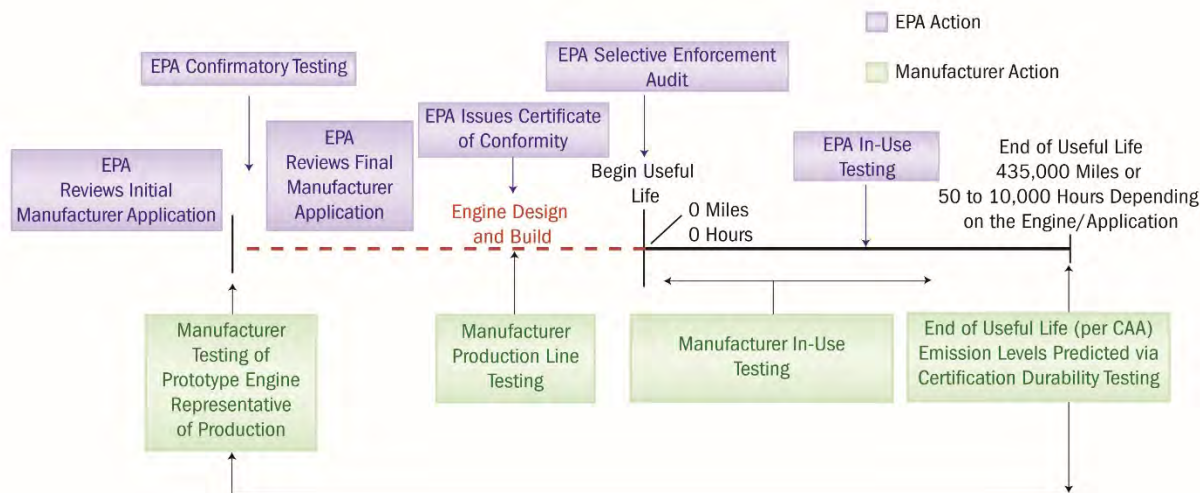 EPA Action
Manufacturer Action
EPA Confirmatory Testing
EPA Selective Enforcement
Audit
EPA
Reviews Initial
Manufacturer Application
EPA
Reviews Final
Manufacturer
Application
EPA Issues Certificate
of Conformity
Engine Design
and Build
Begin Useful
Life
0 Miles
0 Hours
EPA In-Use
Testing
End of Useful Life
435,000 Miles or
50 to 10,000 Hours Depending
on the Engine/Application
Manufacturer
Testing of
Prototype Engine
Representative
of Production
Manufacturer
Production Line
Testing
Manufacturer In-Use
Testing
End of Useful Life (per CAA)
Emission Levels Predicted via
Certification Durability Testing